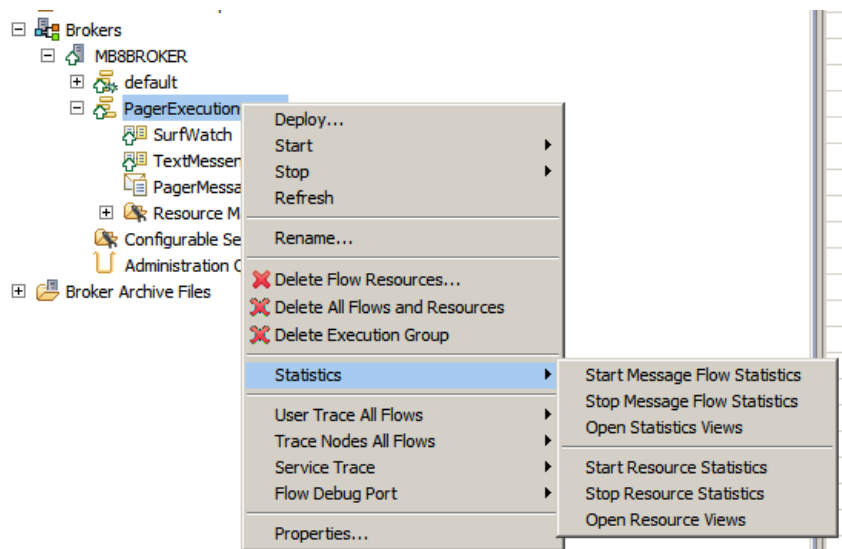 Brokers
MB8BROKER
default
PagerExecution
SurfWatch
TextMessen
PagerMessa
Resource M
Configurable Se
Administration
Broker Archive Files
Deploy...
Start
Stop
Refresh
Rename...
Delete Flow Resources...
Delete All Flows and Resources
Delete Execution Group
Statistics
User Trace All Flows
Trace Nodes All Flows
Service Trace
Flow Debug Port
Properties...
Start Message Flow Statistics
Stop Message Flow Statistics
Open Statistics Views
Start Resource Statistics
Stop Resource Statistics
Open Resource Views